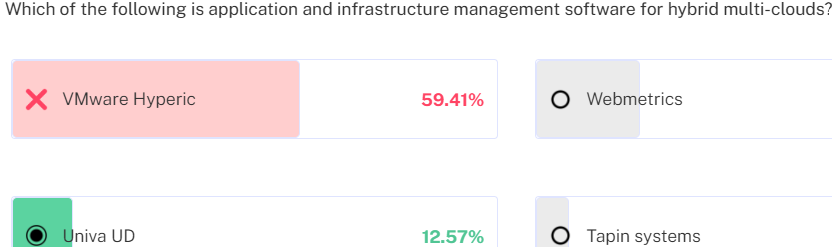 Which of the following is application and infrastructure management software for hybrid multi-clouds?
VMware Hyperic 59.41% Webmetrics
Univa UD 12.57% Tapin systems